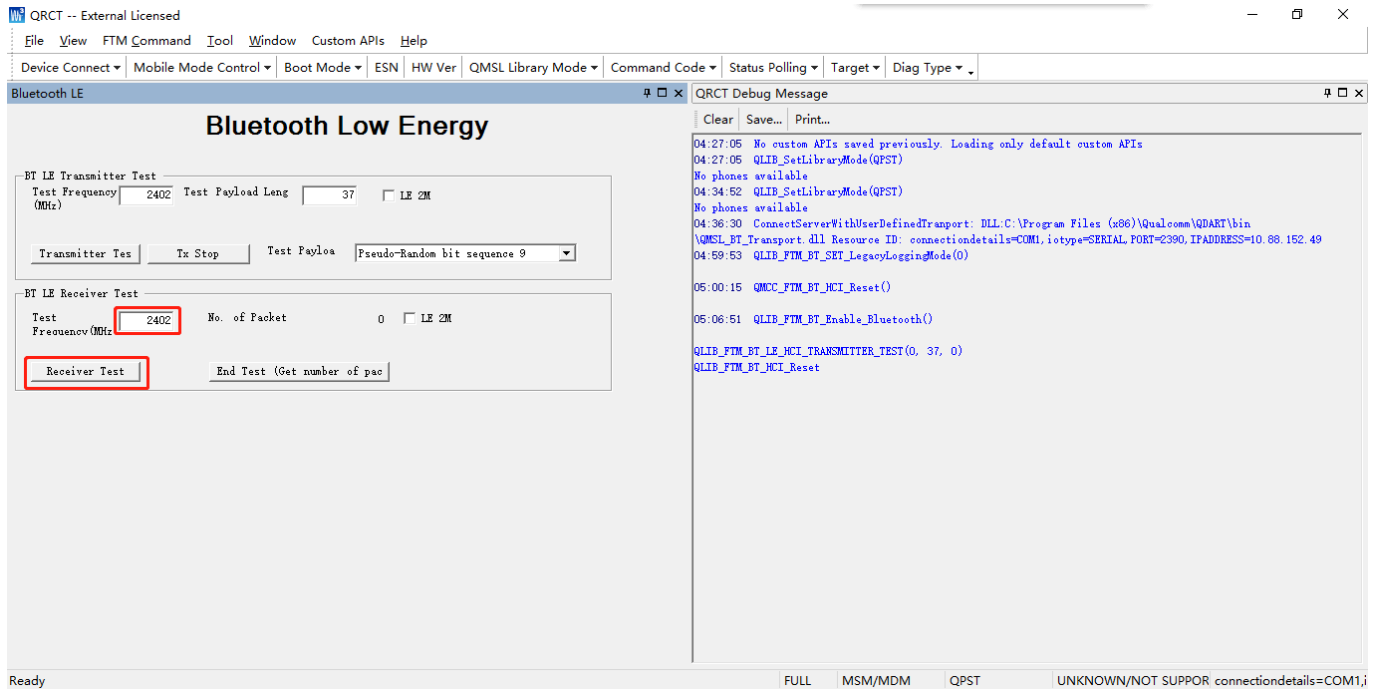 QRCT -- External Licensed
File View FTM Command Tool Window Custom APIs Help
Device Connect Mobile Mode Control Boot Mode ESN HW Ver QMSL Library Mode Command Code Status Polling Target Diag Type
Bluetooth LE
Bluetooth Low Energy
BT LE Transmitter Test
Test Frequency (MHz) 2402 Test Payload Leng 37 LE 2M
Transmitter Tes Tx Stop Test Payloa Pseudo-Random bit sequence 9
BT LE Receiver Test
Test Frequency(MHz 2402 No. of Packet 0 LE 2M
Receiver Test End Test (Get number of pac
QRCT Debug Message
Clear Save... Print...
04:27:05 No custom APIs saved previously. Loading only default custom APIs
04:27:05 QLIB_SetLibraryMode(QPST)
No phones available
04:34:52 QLIB_SetLibraryMode(QPST)
No phones available
04:36:30 ConnectServerWithUserDefinedTranport: DLL:C:\Program Files (x86)\Qualcomm\QDART\bin
\QMSL_BT_Transport.dll Resource ID: connectiondetails=COM1,iotype=SERIAL,PORT=2390,IPADDRESS=10.88.152.49
04:59:53 QLIB_FTM_BT_SET_LegacyLoggingMode(0)
05:00:15 QMCC_FTM_BT_HCI_Reset()
05:06:51 QLIB_FTM_BT_Enable_Bluetooth()
QLIB_FTM_BT_LE_HCI_TRANSMITTER_TEST(0, 37, 0)
QLIB_FTM_BT_HCI_Reset
Ready FULL MSM/MDM QPST UNKNOWN/NOT SUPPOR connectiondetails=COM1,i